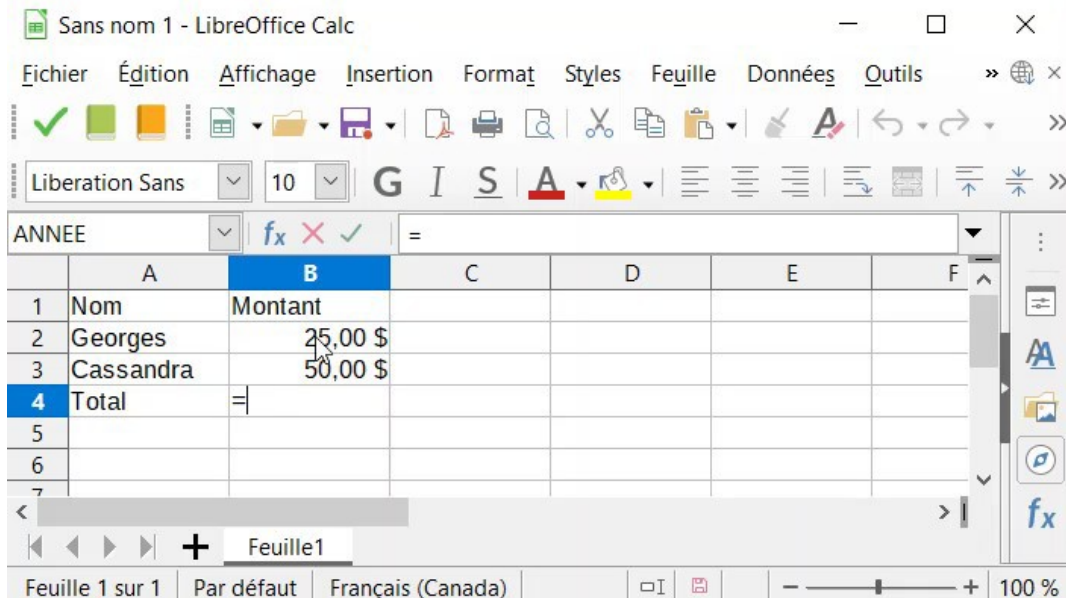 Sans nom 1 - LibreOffice Calc
Fichier Édition Affichage Insertion Format Styles Feuille Données Outils »
Liberation Sans 10 G I S A
ANNEE fx =
A B C D E F
1 Nom Montant
2 Georges 25,00 $
3 Cassandra 50,00 $
4 Total =
5
6
7
Feuille1
Feuille 1 sur 1 Par défaut Français (Canada) 100 %